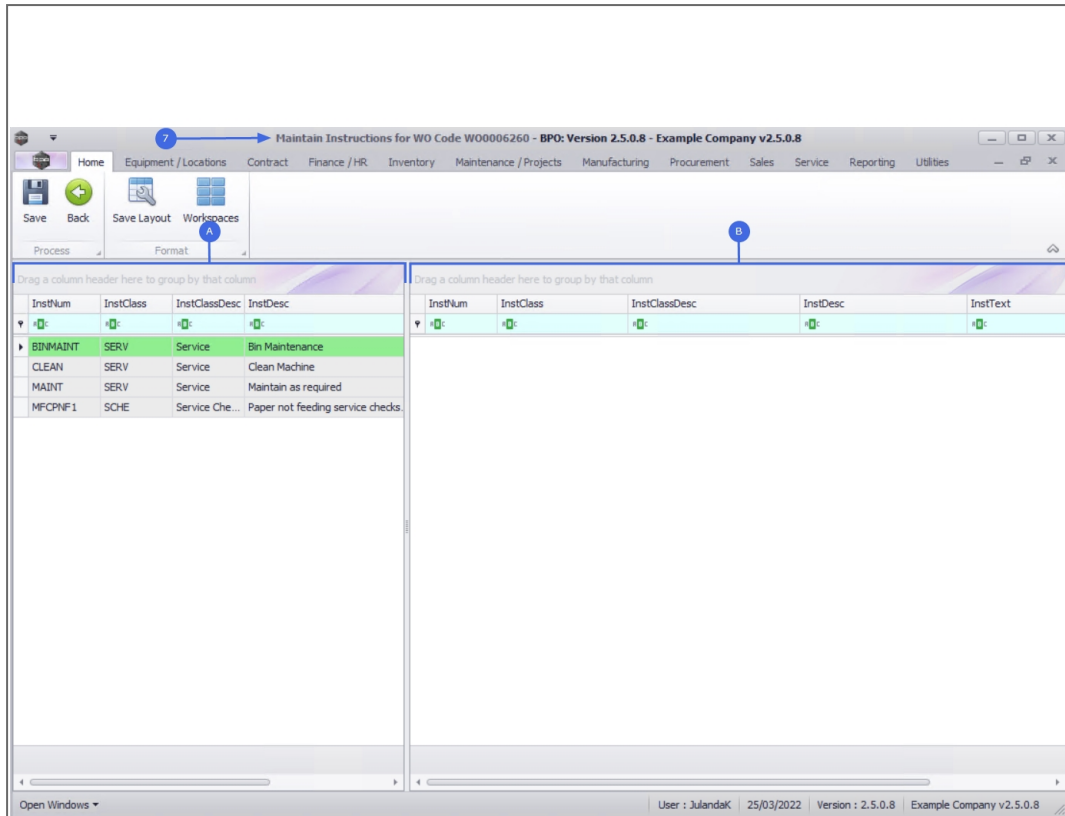 7
Maintain Instructions for WO Code WO0006260 - BPO: Version 2.5.0.8 - Example Company v2.5.0.8
Home Equipment / Locations Contract Finance / HR Inventory Maintenance / Projects Manufacturing Procurement Sales Service Reporting Utilities
Save Back Save Layout Workspaces
A B
Process Format
Drag a column header here to group by that column Drag a column header here to group by that column
InstNum InstClass InstClassDesc InstDesc InstNum InstClass InstClassDesc InstDesc InstText
BINMAINT SERV Service Bin Maintenance
CLEAN SERV Service Clean Machine
MAINT SERV Service Maintain as required
MFCPNF1 SCHE Service Che... Paper not feeding service checks.
Open Windows User : JulandaK 25/03/2022 Version : 2.5.0.8 Example Company v2.5.0.8